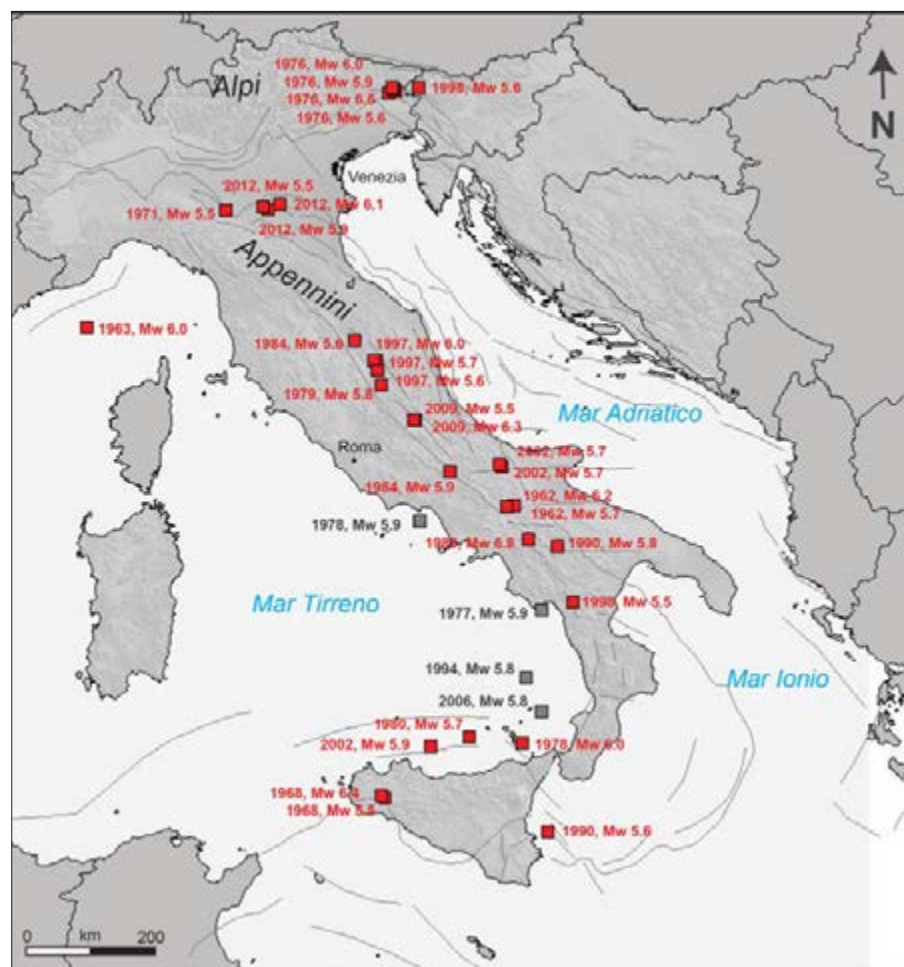 1976, Mw 6.0
1976, Mw 5.9
1976, Mw 6.5
1976, Mw 5.6
1998, Mw 5.6
Alpi
N
Venezia
2012, Mw 5.5
1971, Mw 5.5
2012, Mw 6.1
2012, Mw 5.9
Appennini
1963, Mw 6.0
1984, Mw 5.6
1997, Mw 6.0
1997, Mw 5.7
1997, Mw 5.6
1979, Mw 5.8
2009, Mw 5.5
2009, Mw 6.3
Mar Adriatico
Roma
2002, Mw 5.7
2002, Mw 5.7
1984, Mw 5.9
1962, Mw 6.2
1962, Mw 5.7
1978, Mw 5.9
1980, Mw 6.8
1990, Mw 5.8
Mar Tirreno
1998, Mw 5.5
1977, Mw 5.9
1994, Mw 5.8
Mar Ionio
2006, Mw 5.8
1980, Mw 5.7
2002, Mw 5.9
1978, Mw 6.0
1968, Mw 6.4
1968, Mw
1990, Mw 5.6
0 km 200